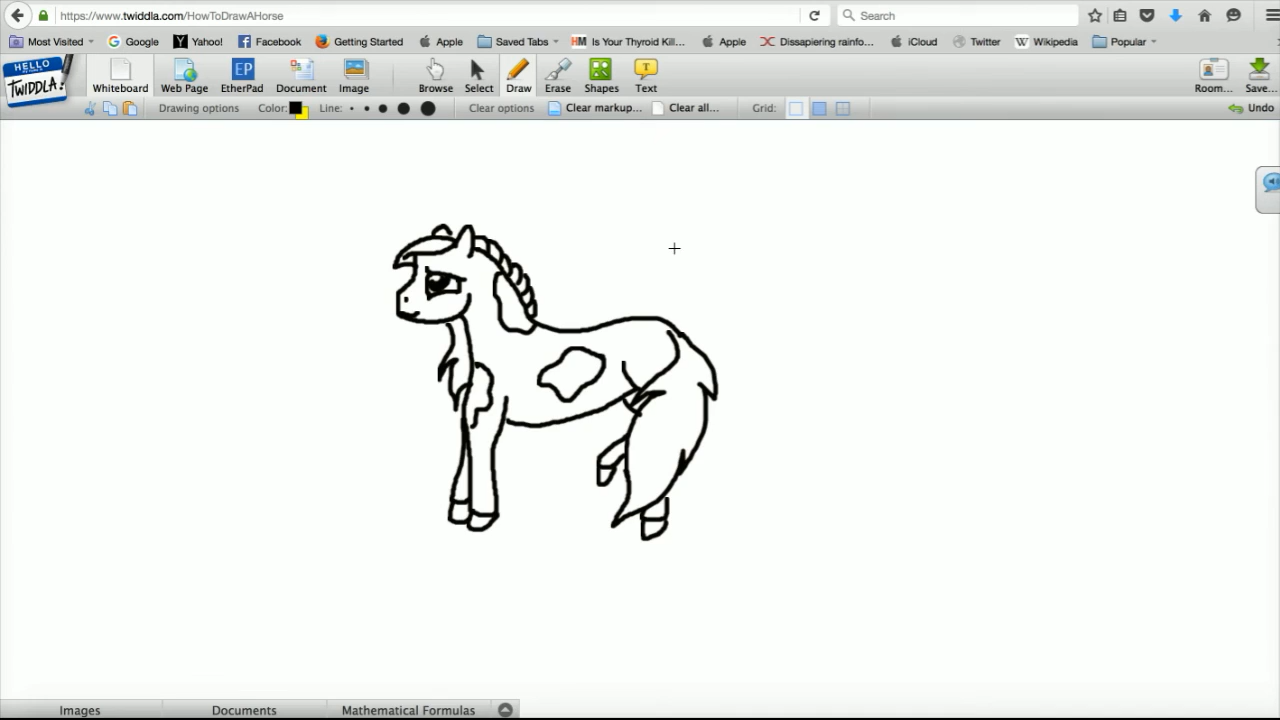 https://www.twiddla.com/HowToDrawAHorse Search
Most Visited Google Yahoo! Facebook Getting Started Apple Saved Tabs Is Your Thyroid Kill... Apple Dissapiering rainfo... iCloud Twitter Wikipedia Popular
HELLO
TWIDDLA!
Whiteboard Web Page EtherPad Document Image Browse Select Draw Erase Shapes Text Room... Save...
Drawing options Color: Line: Clear options Clear markup... Clear all... Grid: Undo
Images Documents Mathematical Formulas